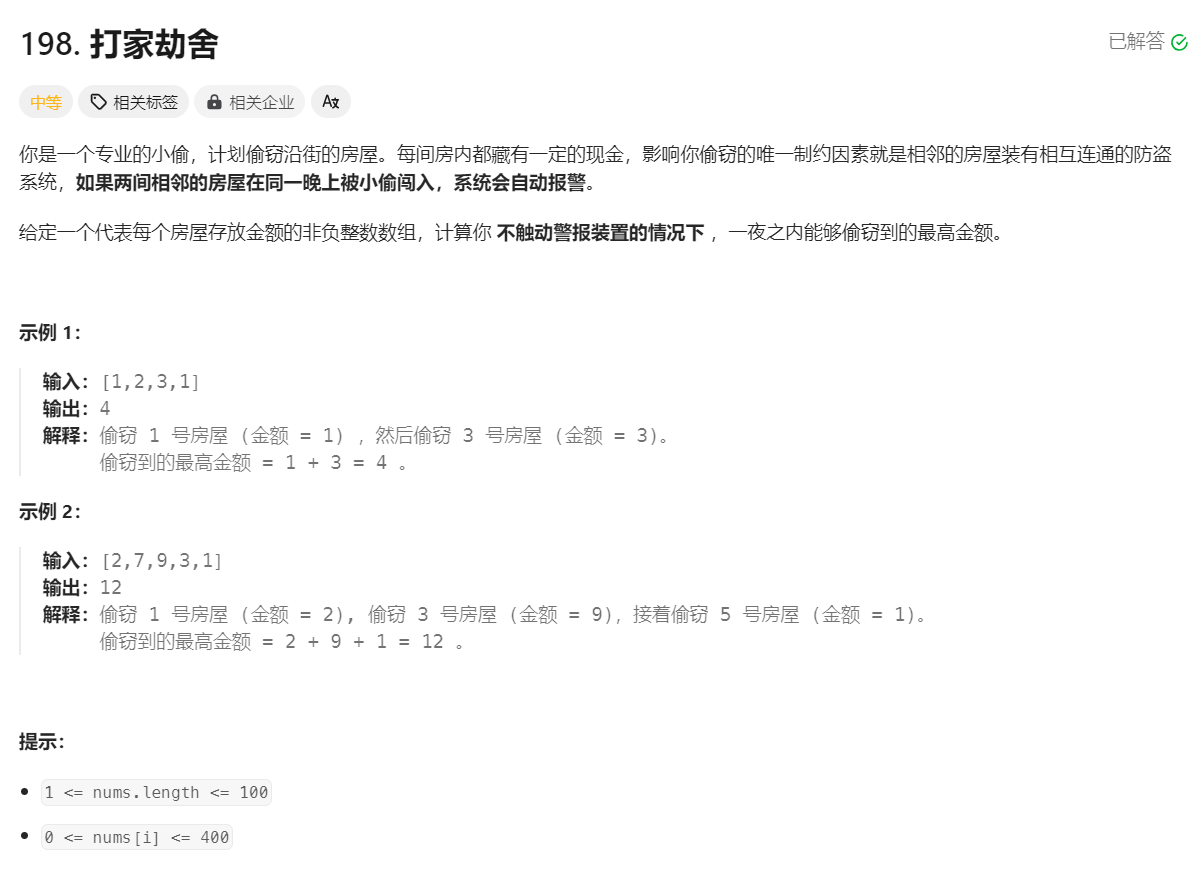 198. 打家劫舍
已解答
中等 相关标签 相关企业
你是一个专业的小偷，计划偷窃沿街的房屋。每间房内都藏有一定的现金，影响你偷窃的唯一制约因素就是相邻的房屋装有相互连通的防盗
系统，如果两间相邻的房屋在同一晚上被小偷闯入，系统会自动报警。
给定一个代表每个房屋存放金额的非负整数数组，计算你 不触动警报装置的情况下 ，一夜之内能够偷窃到的最高金额。
示例 1：
输入：[1,2,3,1]
输出：4
解释：偷窃 1 号房屋 (金额 = 1) ，然后偷窃 3 号房屋 (金额 = 3)。
偷窃到的最高金额 = 1 + 3 = 4 。
示例 2：
输入：[2,7,9,3,1]
输出：12
解释：偷窃 1 号房屋 (金额 = 2), 偷窃 3 号房屋 (金额 = 9)，接着偷窃 5 号房屋 (金额 = 1)。
偷窃到的最高金额 = 2 + 9 + 1 = 12 。
提示：
1 <= nums.length <= 100
0 <= nums[i] <= 400